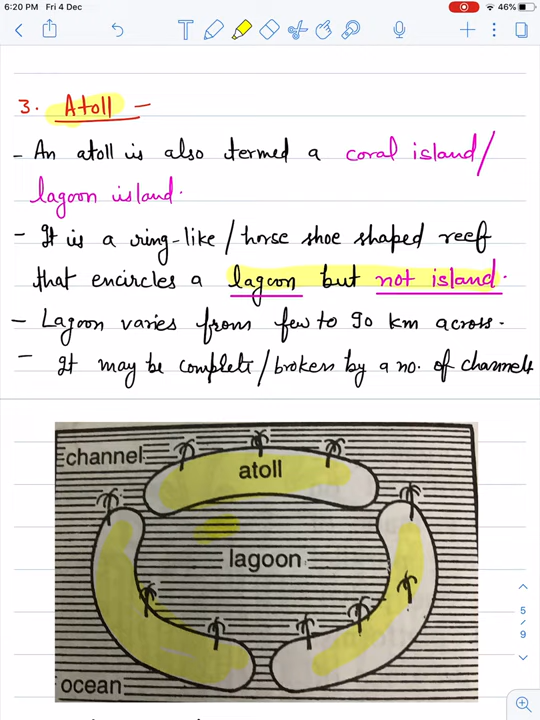 6:20 PM Fri 4 Dec
46%
3. Atoll -
- An atoll is also termed a coral island/
lagoon island.
- It is a ring-like/horse shoe shaped reef
that encircles a lagoon but not island.
- Lagoon varies from few to 90 km across.
- It may be complete/broken by a no. of channels
channel
atoll
lagoon
ocean
5
/
9